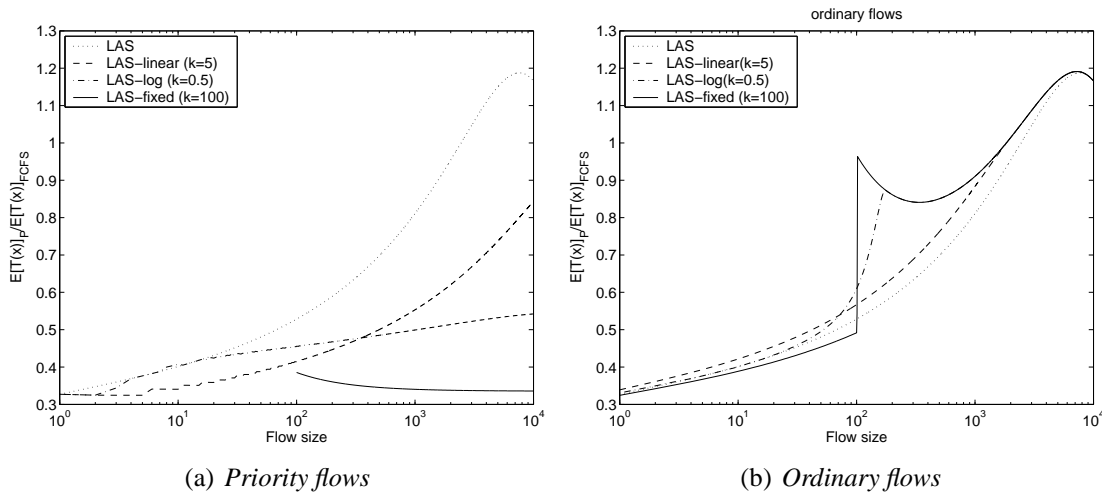 1.3
1.2
1.1
1
0.9
0.8
0.7
0.6
0.5
0.4
0.3
E[T(x)]P/E[T(x)]FCFS
LAS
LAS−linear (k=5)
LAS−log (k=0.5)
LAS−fixed (k=100)
10^0 10^1 10^2 10^3 10^4
Flow size
(a) Priority flows
ordinary flows
1.3
1.2
1.1
1
0.9
0.8
0.7
0.6
0.5
0.4
0.3
E[T(x)]P/E[T(x)]FCFS
LAS
LAS−linear(k=5)
LAS−log(k=0.5)
LAS−fixed (k=100)
10^0 10^1 10^2 10^3 10^4
Flow size
(b) Ordinary flows